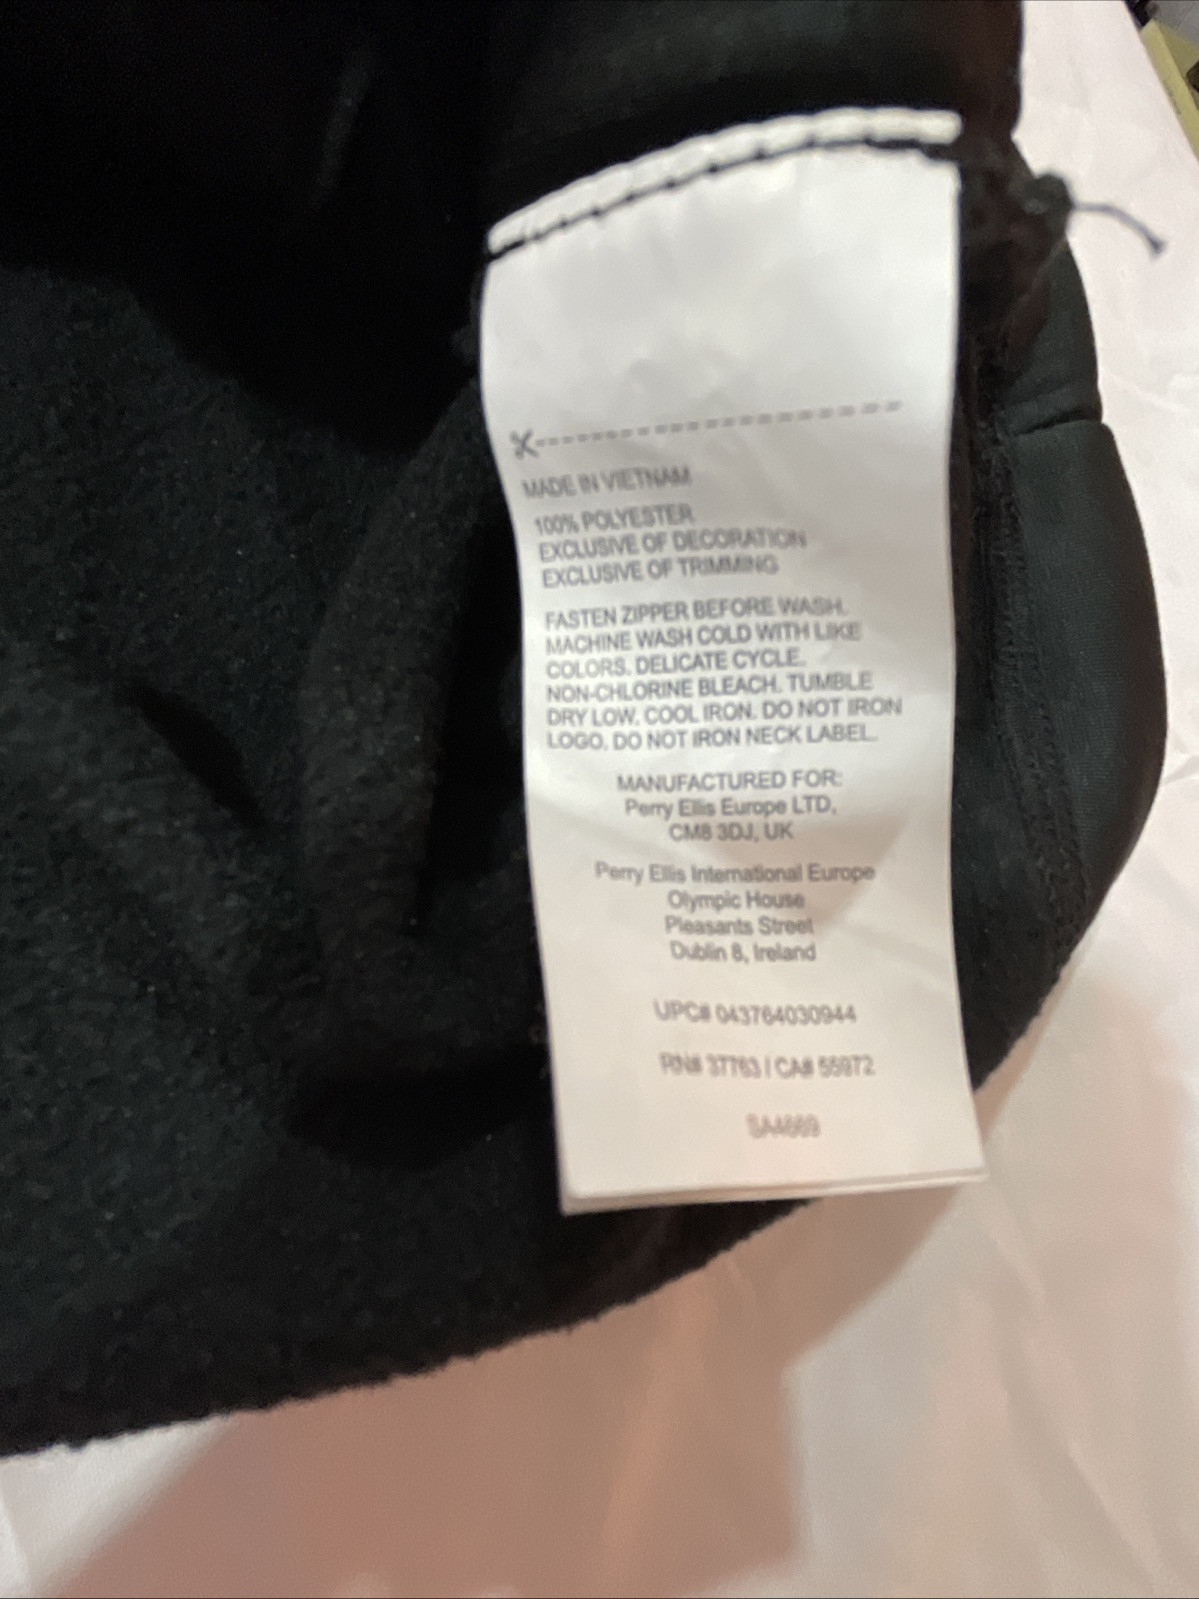 MADE IN VIETNAM
100% POLYESTER
EXCLUSIVE OF DECORATION
EXCLUSIVE OF TRIMMING
FASTEN ZIPPER BEFORE WASH.
MACHINE WASH COLD WITH LIKE
COLORS. DELICATE CYCLE.
NON-CHLORINE BLEACH. TUMBLE
DRY LOW. COOL IRON. DO NOT IRON
LOGO. DO NOT IRON NECK LABEL.
MANUFACTURED FOR:
Perry Ellis Europe LTD,
CM8 3DJ, UK
Perry Ellis International Europe
Olympic House
Pleasants Street
Dublin 8, Ireland
UPC# 043764030944
RN# 37763 / CA# 55972